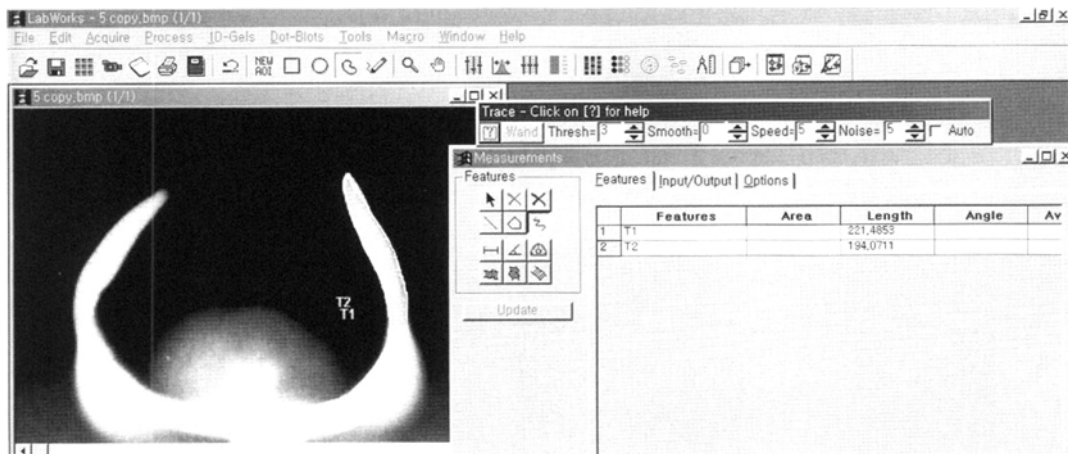 LabWorks - 5 copy.bmp (1/1)
File Edit Acquire Process ID-Gels Dot-Blots Tools Macro Window Help
NEW
AOI
5 copy.bmp (1/1)
Trace - Click on [?] for help
Wand Thresh= 3 Smooth= 0 Speed= 5 Noise= 5 Auto
Measurements
Features
Features Input/Output Options
Features Area Length Angle Av
1 T1 221,4853
2 T2 194,0711
T2
T1
Update